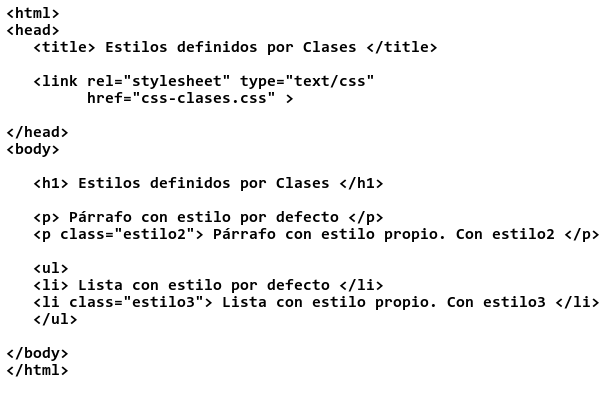 <html>
<head>
<title> Estilos definidos por Clases </title>
<link rel="stylesheet" type="text/css"
href="css-clases.css" >
</head>
<body>
<h1> Estilos definidos por Clases </h1>
<p> Párrafo con estilo por defecto </p>
<p class="estilo2"> Párrafo con estilo propio. Con estilo2 </p>
<ul>
<li> Lista con estilo por defecto </li>
<li class="estilo3"> Lista con estilo propio. Con estilo3 </li>
</ul>
</body>
</html>